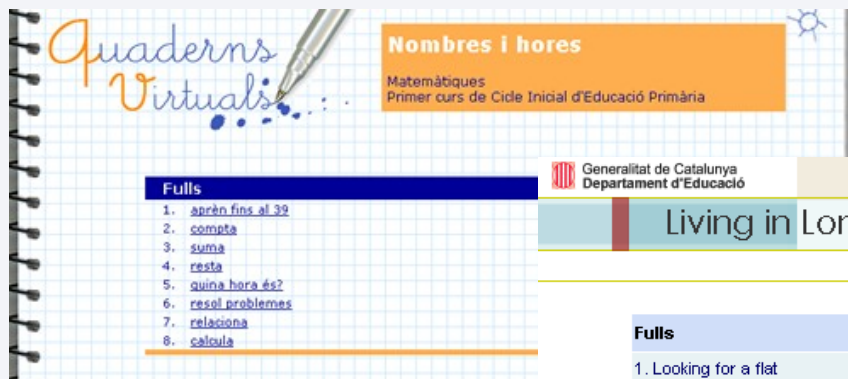 Quaderns
Virtuals
Nombres i hores
Matemàtiques
Primer curs de Cicle Inicial d'Educació Primària
Fulls
1. aprèn fins al 39
2. compta
3. suma
4. resta
5. quina hora és?
6. resol problemes
7. relaciona
8. calcula
Generalitat de Catalunya
Departament d'Educació
Living in
Fulls
1. Looking for a flat